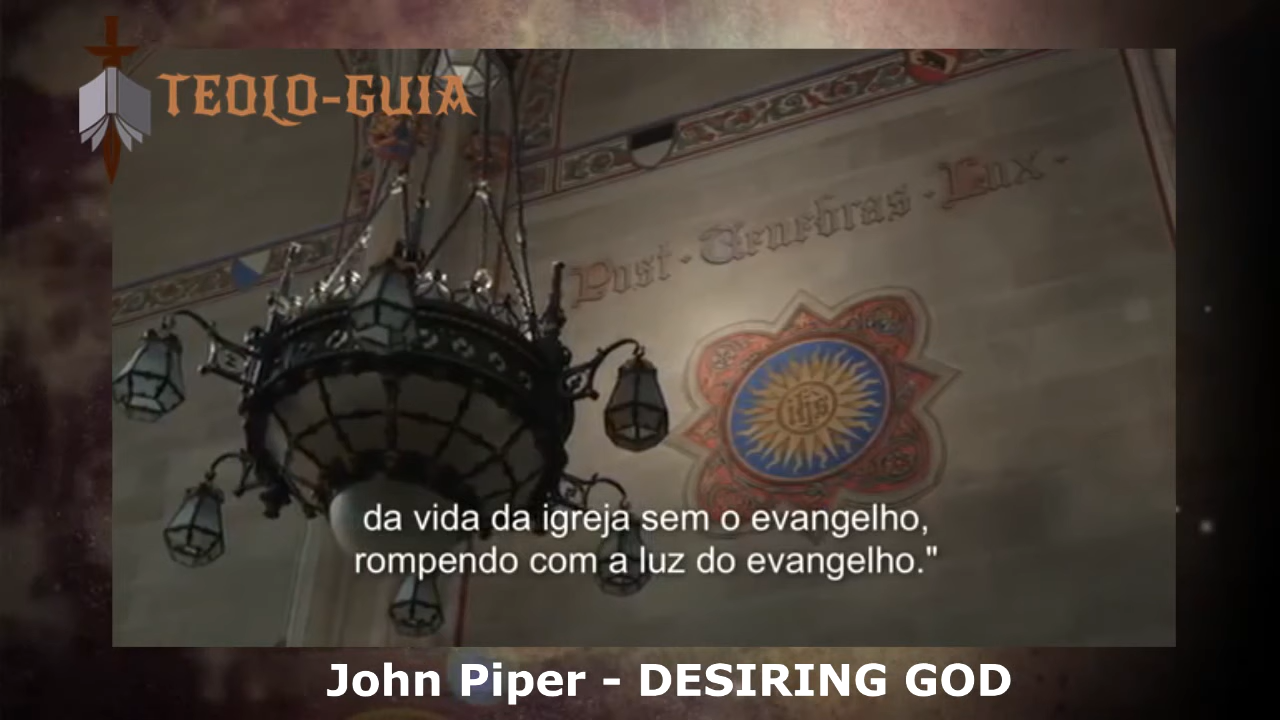 TEOLO-GUIA
Post · Tenebras · Lux ·
ihs
da vida da igreja sem o evangelho,
rompendo com a luz do evangelho."
John Piper - DESIRING GOD